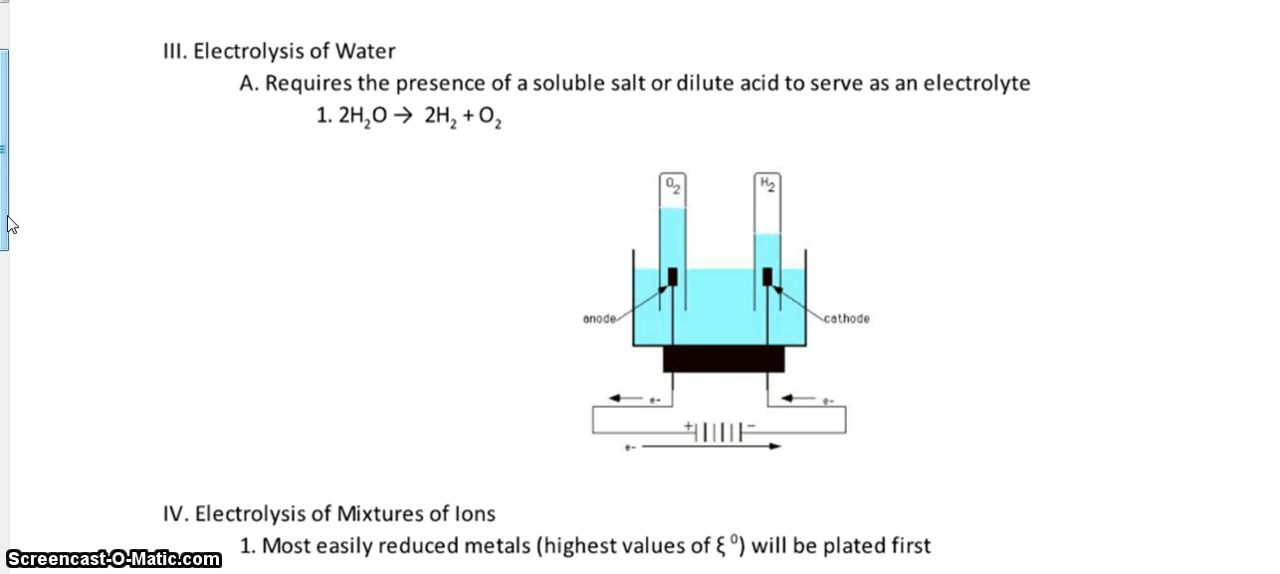 III. Electrolysis of Water
A. Requires the presence of a soluble salt or dilute acid to serve as an electrolyte
1. 2H₂O → 2H₂ + O₂
O₂
H₂
anode
cathode
e-
e-
+
−
e-
IV. Electrolysis of Mixtures of Ions
1. Most easily reduced metals (highest values of ξ⁰) will be plated first
Screencast-O-Matic.com